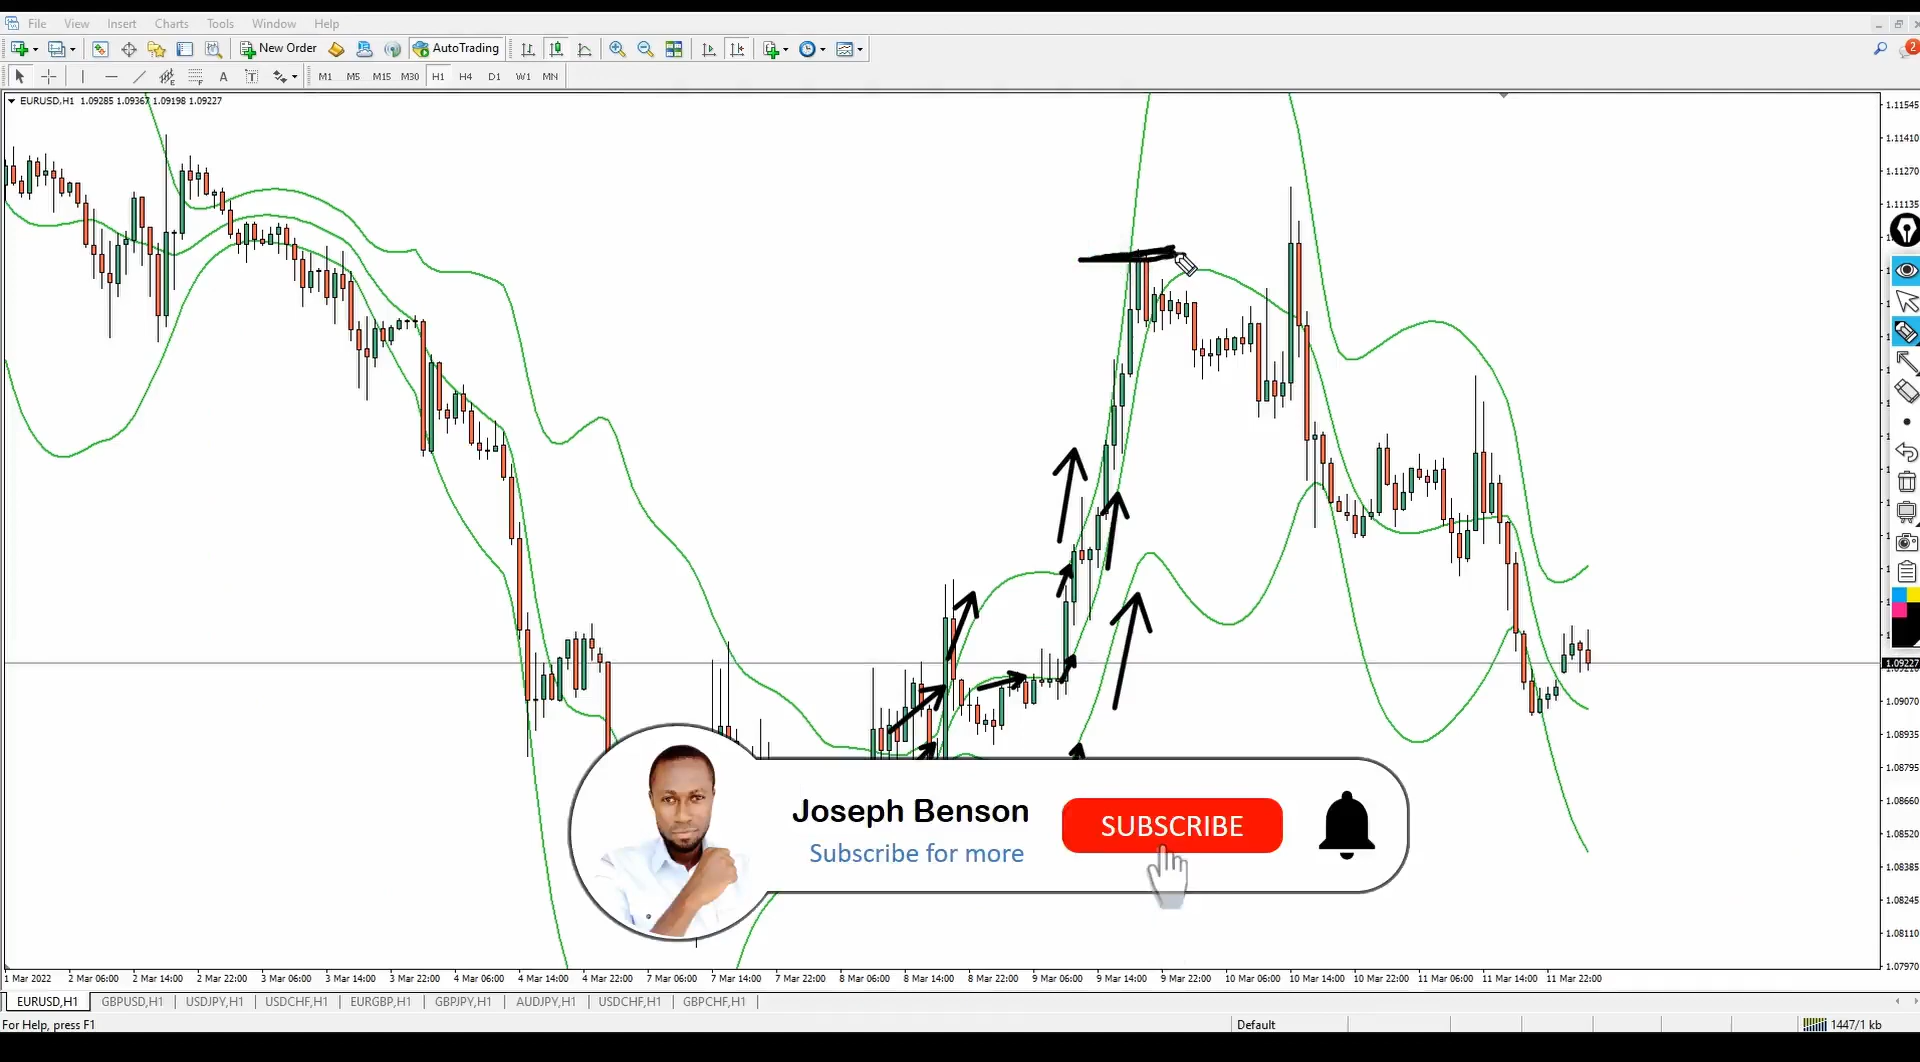 File View Insert Charts Tools Window Help
New Order AutoTrading 2
A T M1 M5 M15 M30 H1 H4 D1 W1 MN
EURUSD,H1 1.09285 1.09367 1.09198 1.09227
1.11545
1.11410
1.11270
1.11135
1.09227
1.09070
1.08935
1.08795
1.08660
1.08520
1.08385
1.08245
1.08110
1.07970
Joseph Benson
Subscribe for more
SUBSCRIBE
1 Mar 2022 2 Mar 06:00 2 Mar 14:00 2 Mar 22:00 3 Mar 06:00 3 Mar 14:00 3 Mar 22:00 4 Mar 06:00 4 Mar 14:00 4 Mar 22:00 7 Mar 06:00 7 Mar 14:00 7 Mar 22:00 8 Mar 06:00 8 Mar 14:00 8 Mar 22:00 9 Mar 06:00 9 Mar 14:00 9 Mar 22:00 10 Mar 06:00 10 Mar 14:00 10 Mar 22:00 11 Mar 06:00 11 Mar 14:00 11 Mar 22:00
EURUSD,H1 GBPUSD,H1 USDJPY,H1 USDCHF,H1 EURGBP,H1 GBPJPY,H1 AUDJPY,H1 USDCHF,H1 GBPCHF,H1
For Help, press F1 Default 1447/1 kb